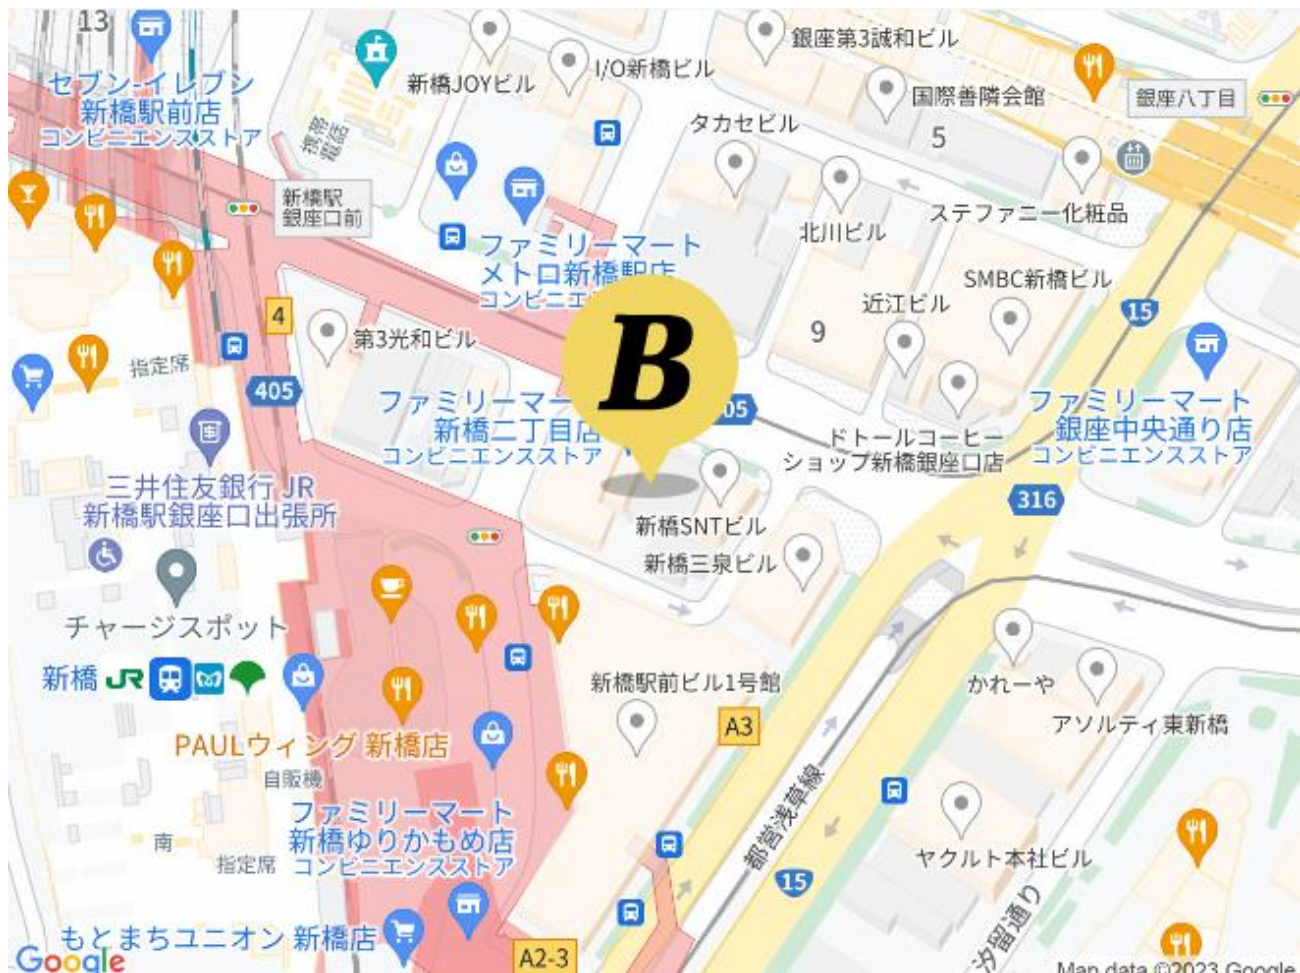 13
セブン-イレブン
新橋駅前店
コンビニエンスストア
新橋JOYビル
I/O新橋ビル
銀座第3誠和ビル
国際善隣会館
5
銀座八丁目
携帯
電話
タカセビル
新橋駅
銀座口前
ファミリーマート
メトロ新橋駅店
コンビニエ
北川ビル
ステファニー化粧品
SMBC新橋ビル
近江ビル
15
4
第3光和ビル
9
指定席
405
B
05
ファミリーマー
新橋二丁目店
コンビニエンスストア
ドトールコーヒー
ショップ新橋銀座口店
ファミリーマート
銀座中央通り店
コンビニエンスストア
三井住友銀行 JR
新橋駅銀座口出張所
316
新橋SNTビル
新橋三泉ビル
チャージスポット
新橋 JR
新橋駅前ビル1号館
かれーや
アソルティ東新橋
A3
PAULウィング 新橋店
自販機
ファミリーマート
新橋ゆりかもめ店
コンビニエンスストア
南
指定席
都営浅草線
15
ヤクルト本社ビル
汐留通り
もとまちユニオン 新橋店
A2-3
Google
Map data ©2023 Google